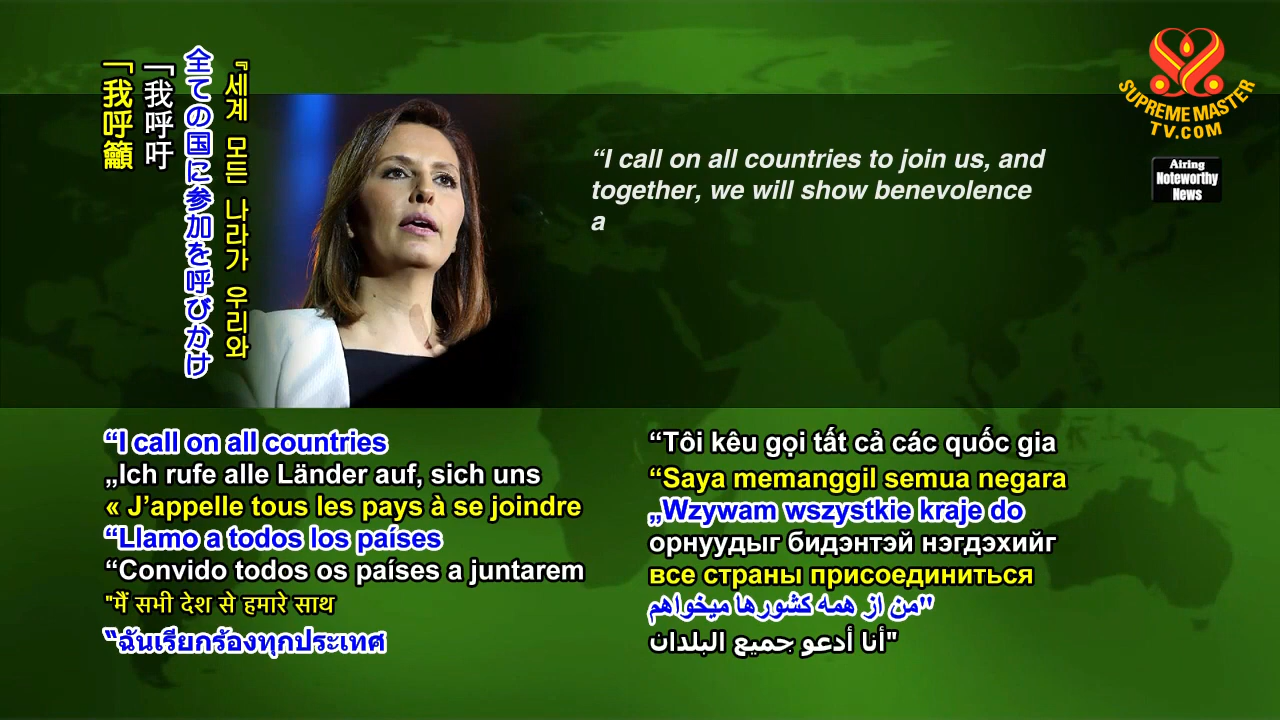 「我呼籲
「我呼吁
全ての国に参加を呼びかけ
『세계 모든 나라가 우리와
“I call on all countries to join us, and
together, we will show benevolence
a
SUPREME MASTER
TV.COM
Airing
Noteworthy
News
“I call on all countries
„Ich rufe alle Länder auf, sich uns
« J’appelle tous les pays à se joindre
“Llamo a todos los países
“Convido todos os países a juntarem
"मैं सभी देश से हमारे साथ
“ฉันเรียกร้องทุกประเทศ
“Tôi kêu gọi tất cả các quốc gia
“Saya memanggil semua negara
„Wzywam wszystkie kraje do
орнуудыг бидэнтэй нэгдэхийг
все страны присоединиться
"من از همه کشورها میخواهم
"أنا أدعو جميع البلدان